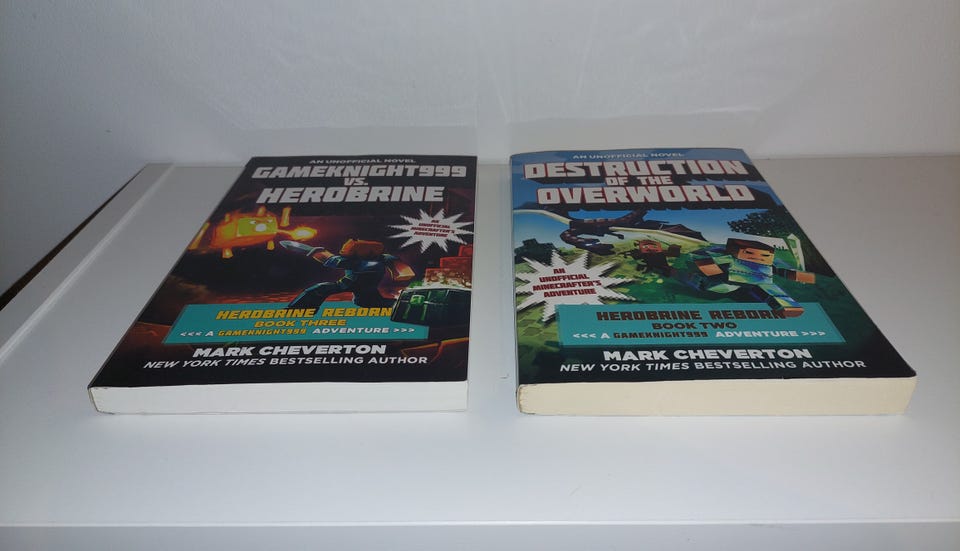 AN UNOFFICIAL NOVEL
GAMEKNIGHT999
VS.
HEROBRINE
AN
UNOFFICIAL
MINECRAFTER'S
ADVENTURE
HEROBRINE REBORN
BOOK THREE
<<< A GAMEKNIGHT999 ADVENTURE >>>
MARK CHEVERTON
NEW YORK TIMES BESTSELLING AUTHOR
AN UNOFFICIAL NOVEL
DESTRUCTION
OF THE
OVERWORLD
AN
UNOFFICIAL
MINECRAFTER'S
ADVENTURE
HEROBRINE REBORN
BOOK TWO
<<< A GAMEKNIGHT999 ADVENTURE >>>
MARK CHEVERTON
NEW YORK TIMES BESTSELLING AUTHOR